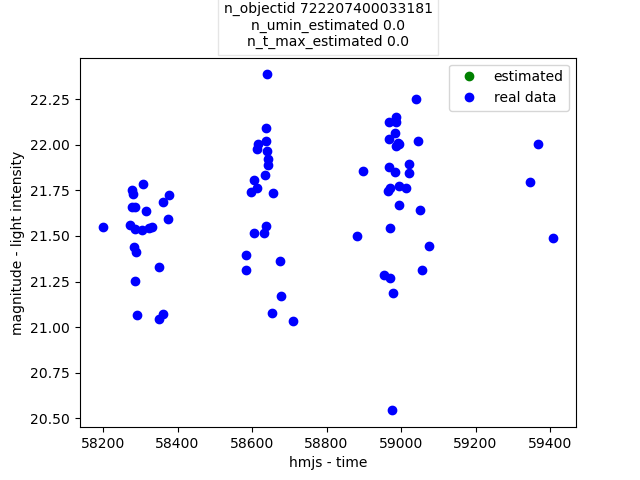 n_objectid 722207400033181
n_umin_estimated 0.0
n_t_max_estimated 0.0
estimated
real data
magnitude - light intensity
22.25
22.00
21.75
21.50
21.25
21.00
20.75
20.50
58200 58400 58600 58800 59000 59200 59400
hmjs - time